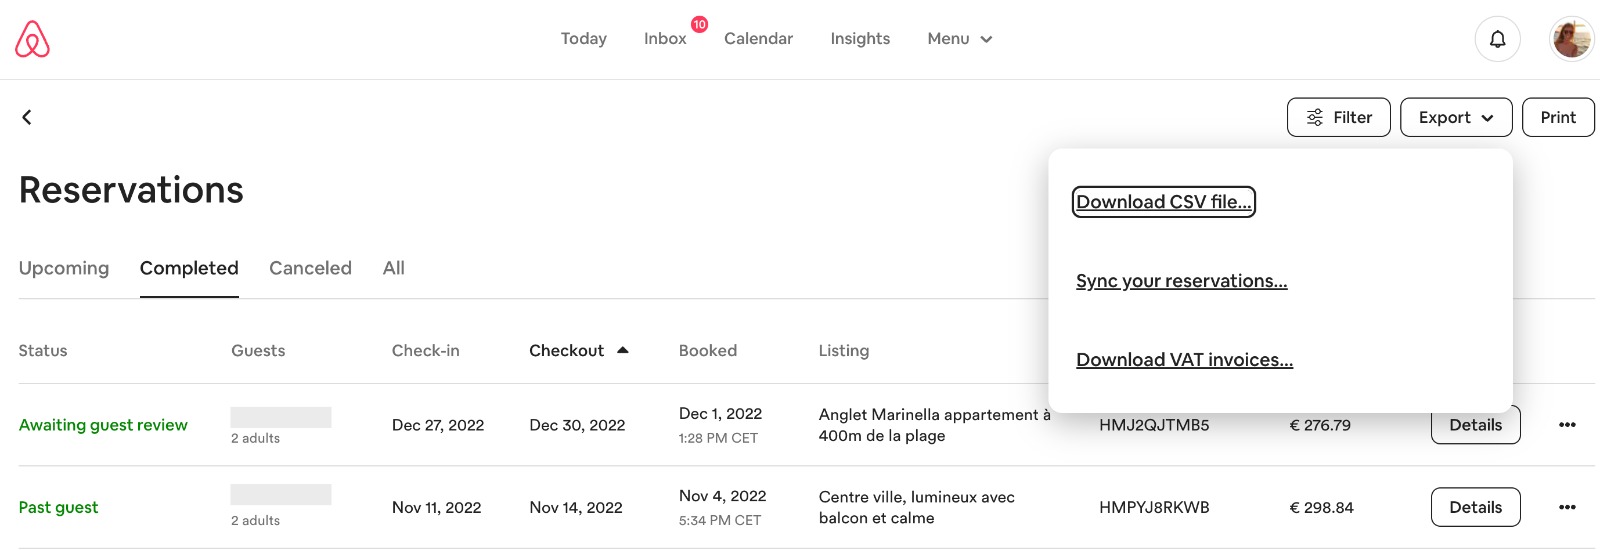 Today Inbox 10 Calendar Insights Menu
Filter Export Print
Reservations
Download CSV file...
Sync your reservations...
Download VAT invoices...
Upcoming Completed Canceled All
Status Guests Check-in Checkout Booked Listing
Awaiting guest review 2 adults Dec 27, 2022 Dec 30, 2022 Dec 1, 2022 1:28 PM CET Anglet Marinella appartement à
400m de la plage HMJ2QJTMB5 € 276.79 Details
Past guest 2 adults Nov 11, 2022 Nov 14, 2022 Nov 4, 2022 5:34 PM CET Centre ville, lumineux avec
balcon et calme HMPYJ8RKWB € 298.84 Details